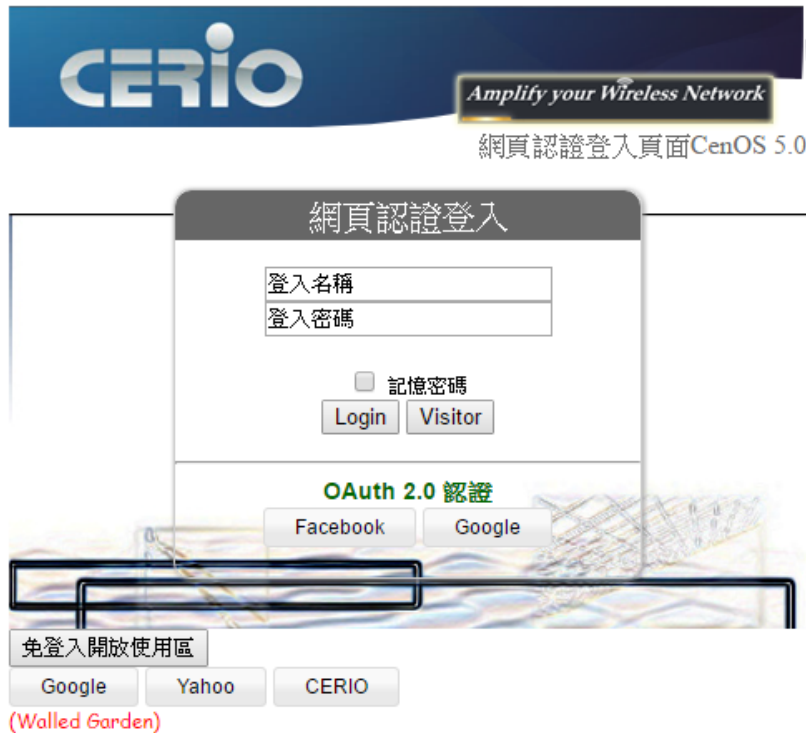 CERIO
Amplify your Wireless Network
網頁認證登入頁面CenOS 5.0
網頁認證登入
登入名稱
登入密碼
記憶密碼
Login Visitor
OAuth 2.0 認證
Facebook Google
免登入開放使用區
Google Yahoo CERIO
(Walled Garden)